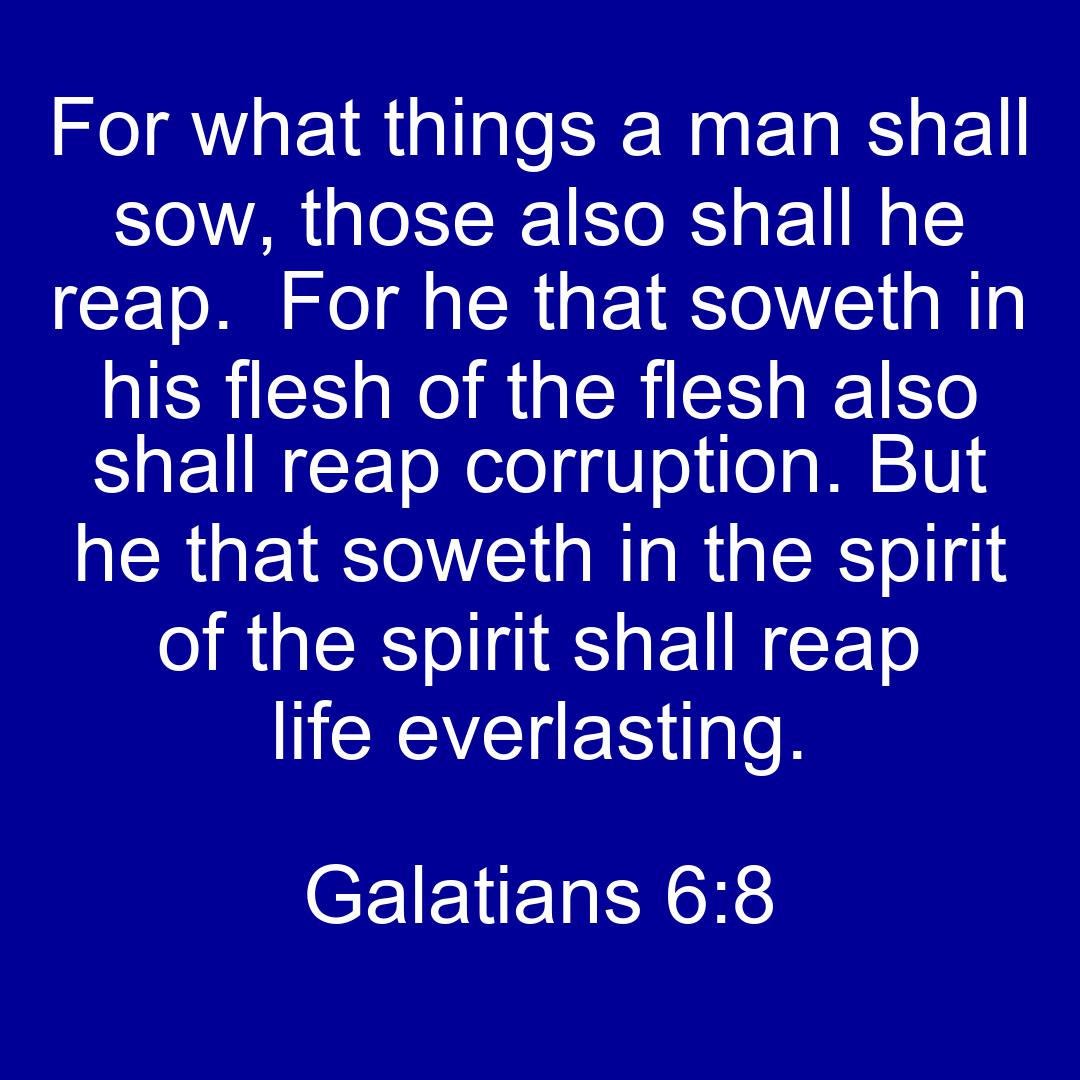 For what things a man shall
sow, those also shall he
reap.  For he that soweth in
his flesh of the flesh also
shall reap corruption. But
he that soweth in the spirit
of the spirit shall reap
life everlasting.
Galatians 6:8